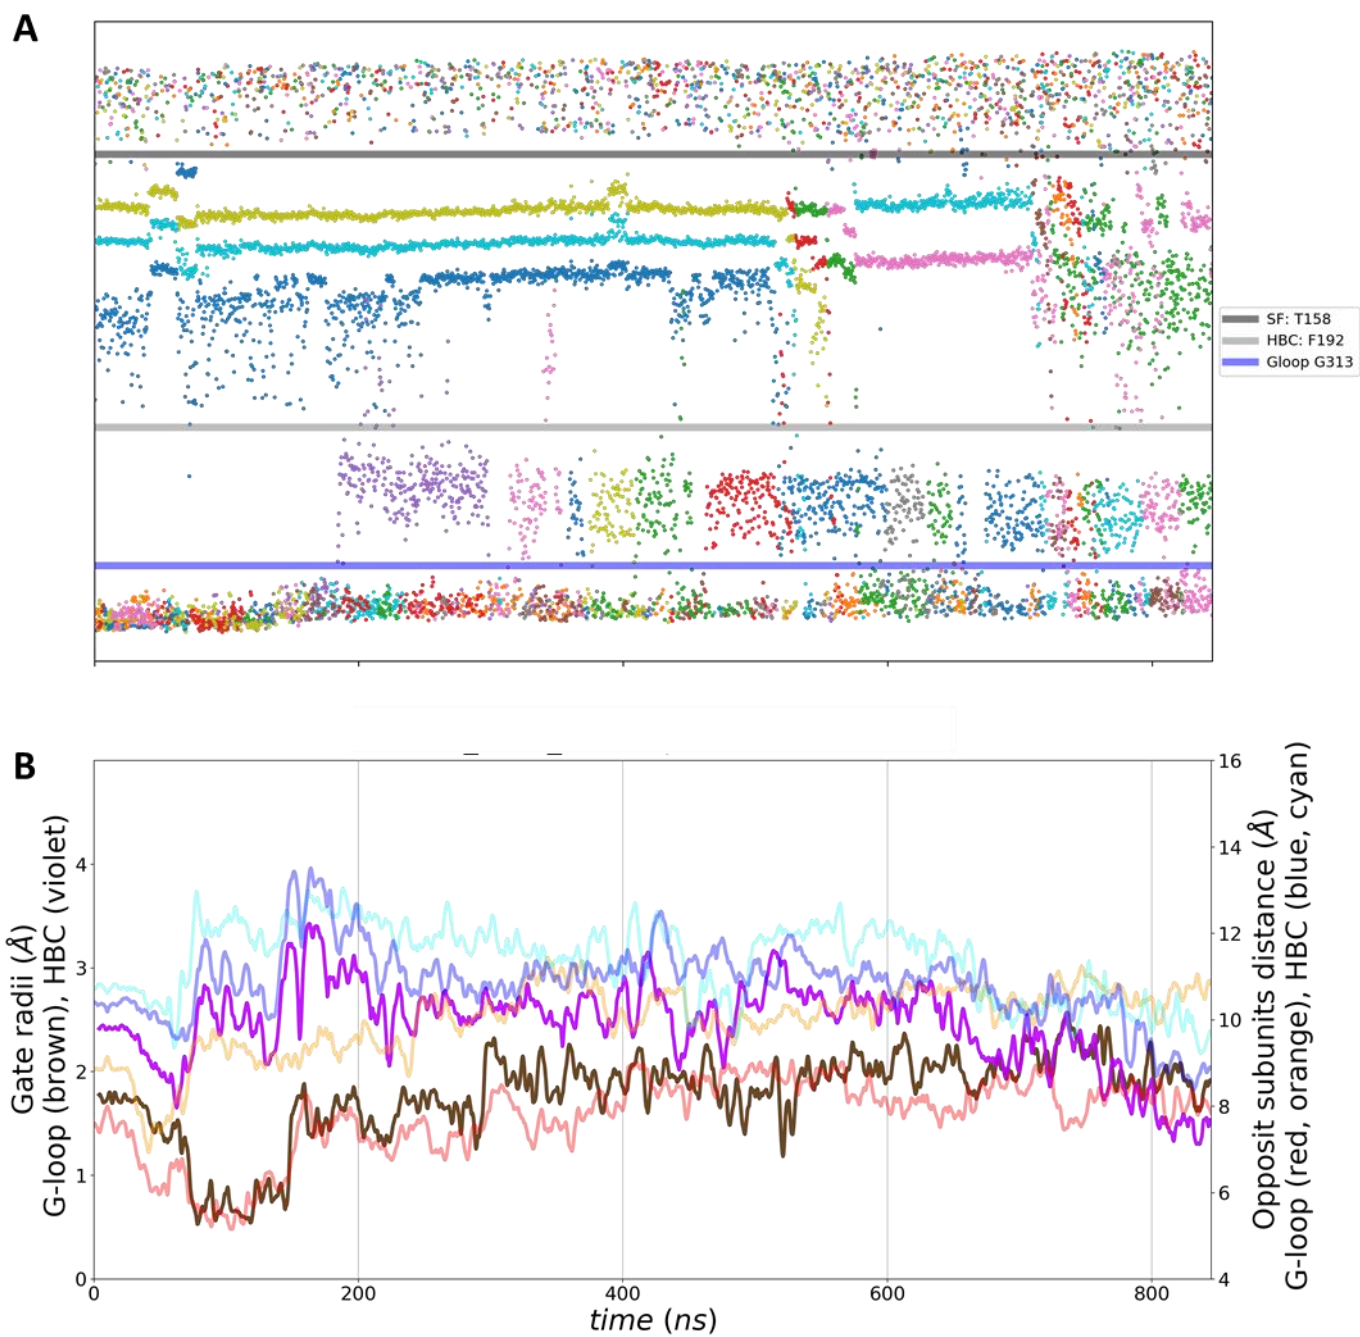 A
SF: T158
HBC: F192
Gloop G313
B
Gate radii (Å)
G-loop (brown), HBC (violet)
4
3
2
1
0
16
14
12
10
8
6
4
Opposit subunits distance (Å)
G-loop (red, orange), HBC (blue, cyan)
0 200 400 600 800
time (ns)